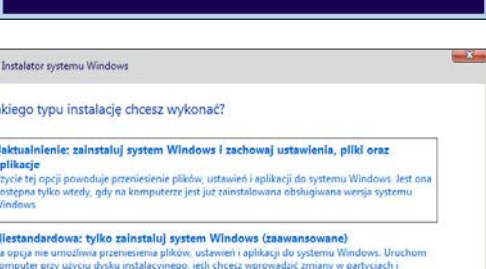 Instalator systemu Windows
akiego typu instalację chcesz wykonać?
aktualnienie: zainstaluj system Windows i zachowaj ustawienia, pliki oraz
plikacje
życie tej opcji powoduje przeniesienie plików, ustawień i aplikacji do systemu Windows. Jest ona
ostępna tylko wtedy, gdy na komputerze jest już zainstalowana obsługiwana wersja systemu
Windows.
iestandardowa: tylko zainstaluj system Windows (zaawansowane)
a opcja nie umożliwia przeniesienia plików, ustawień i aplikacji do systemu Windows. Uruchom
omputer przy użyciu dysku instalacyjnego, jeśli chcesz wprowadzić zmiany w partycjach i